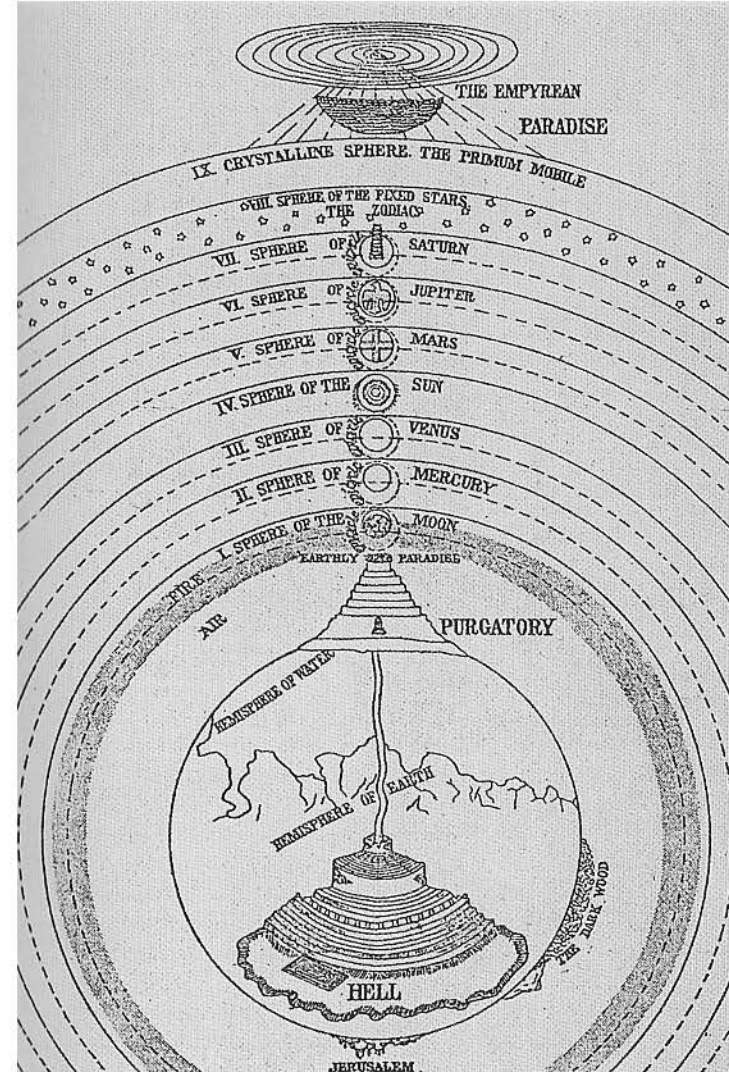 THE EMPYREAN
PARADISE
IX. CRYSTALLINE SPHERE. THE PRIMUM MOBILE
VIII. SPHERE OF THE FIXED STARS
THE ZODIACS
VII. SPHERE OF SATURN
VI. SPHERE OF JUPITER
V. SPHERE OF MARS
IV. SPHERE OF THE SUN
III. SPHERE OF VENUS
II. SPHERE OF MERCURY
I. SPHERE OF THE MOON
FIRE
EARTHLY PARADISE
AIR
PURGATORY
HEMISPHERE OF WATER
HEMISPHERE OF EARTH
THE DARK WOOD
HELL
JERUSALEM